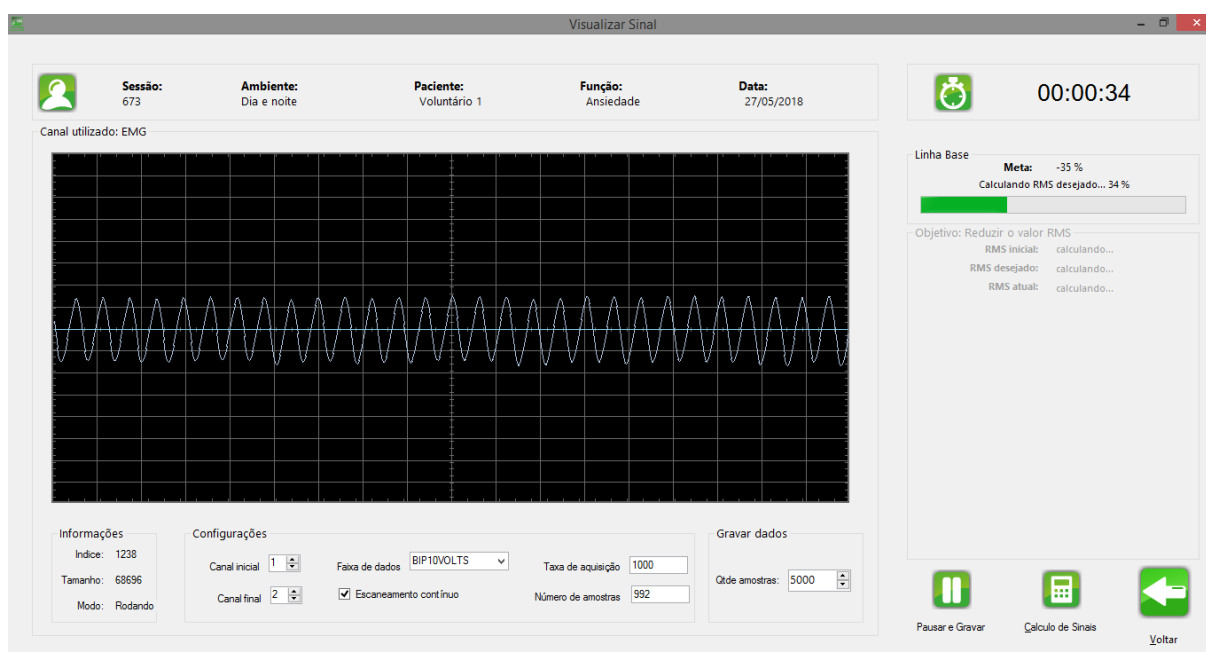 Visualizar Sinal
Sessão: Ambiente: Paciente: Função: Data:
673 Dia e noite Voluntário 1 Ansiedade 27/05/2018
00:00:34
Canal utilizado: EMG
Linha Base
Meta: -35 %
Calculando RMS desejado... 34 %
Objetivo: Reduzir o valor RMS
RMS inicial: calculando...
RMS desejado: calculando...
RMS atual: calculando...
Informações
Indice: 1238
Tamanho: 68696
Modo: Rodando
Configurações
Canal inicial 1 Faixa de dados BIP10VOLTS Taxa de aquisição 1000
Canal final 2 Escaneamento contínuo Número de amostras 992
Gravar dados
Qtde amostras: 5000
Pausar e Gravar
Calculo de Sinais
Voltar